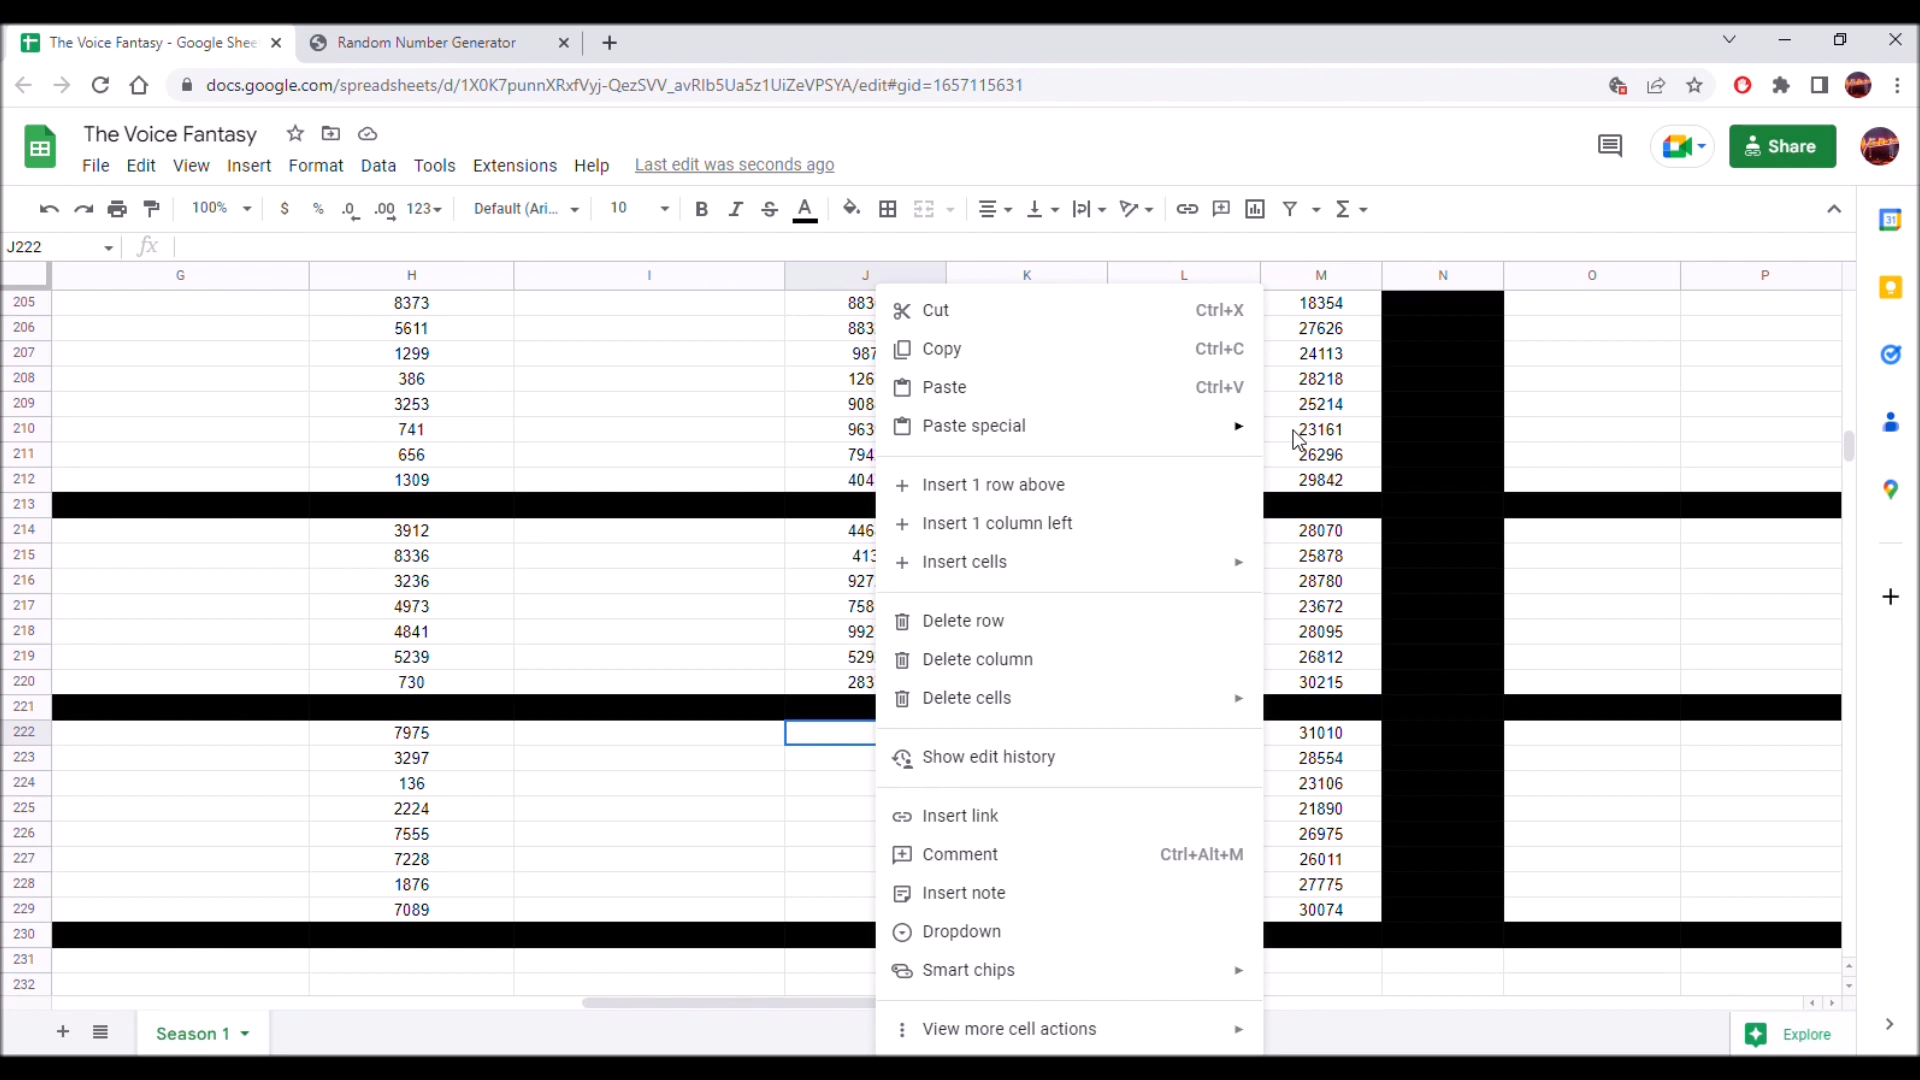 The Voice Fantasy - Google Shee
Random Number Generator
docs.google.com/spreadsheets/d/1X0K7punnXRxfVyj-QezSVV_avRIb5Ua5z1UiZeVPSYA/edit#gid=1657115631
The Voice Fantasy
File Edit View Insert Format Data Tools Extensions Help Last edit was seconds ago
Share
100% $ % .0 .00 123 Default (Ari... 10 B I S A Σ
J222 fx
G H I J K L M N O P
205 8373 883 18354
206 5611 883 27626
207 1299 987 24113
208 386 126 28218
209 3253 908 25214
210 741 963 23161
211 656 794 26296
212 1309 404 29842
213
214 3912 446 28070
215 8336 413 25878
216 3236 927 28780
217 4973 758 23672
218 4841 992 28095
219 5239 529 26812
220 730 283 30215
221
222 7975 31010
223 3297 28554
224 136 23106
225 2224 21890
226 7555 26975
227 7228 26011
228 1876 27775
229 7089 30074
230
231
232
Cut Ctrl+X
Copy Ctrl+C
Paste Ctrl+V
Paste special
Insert 1 row above
Insert 1 column left
Insert cells
Delete row
Delete column
Delete cells
Show edit history
Insert link
Comment Ctrl+Alt+M
Insert note
Dropdown
Smart chips
View more cell actions
Season 1
Explore
31